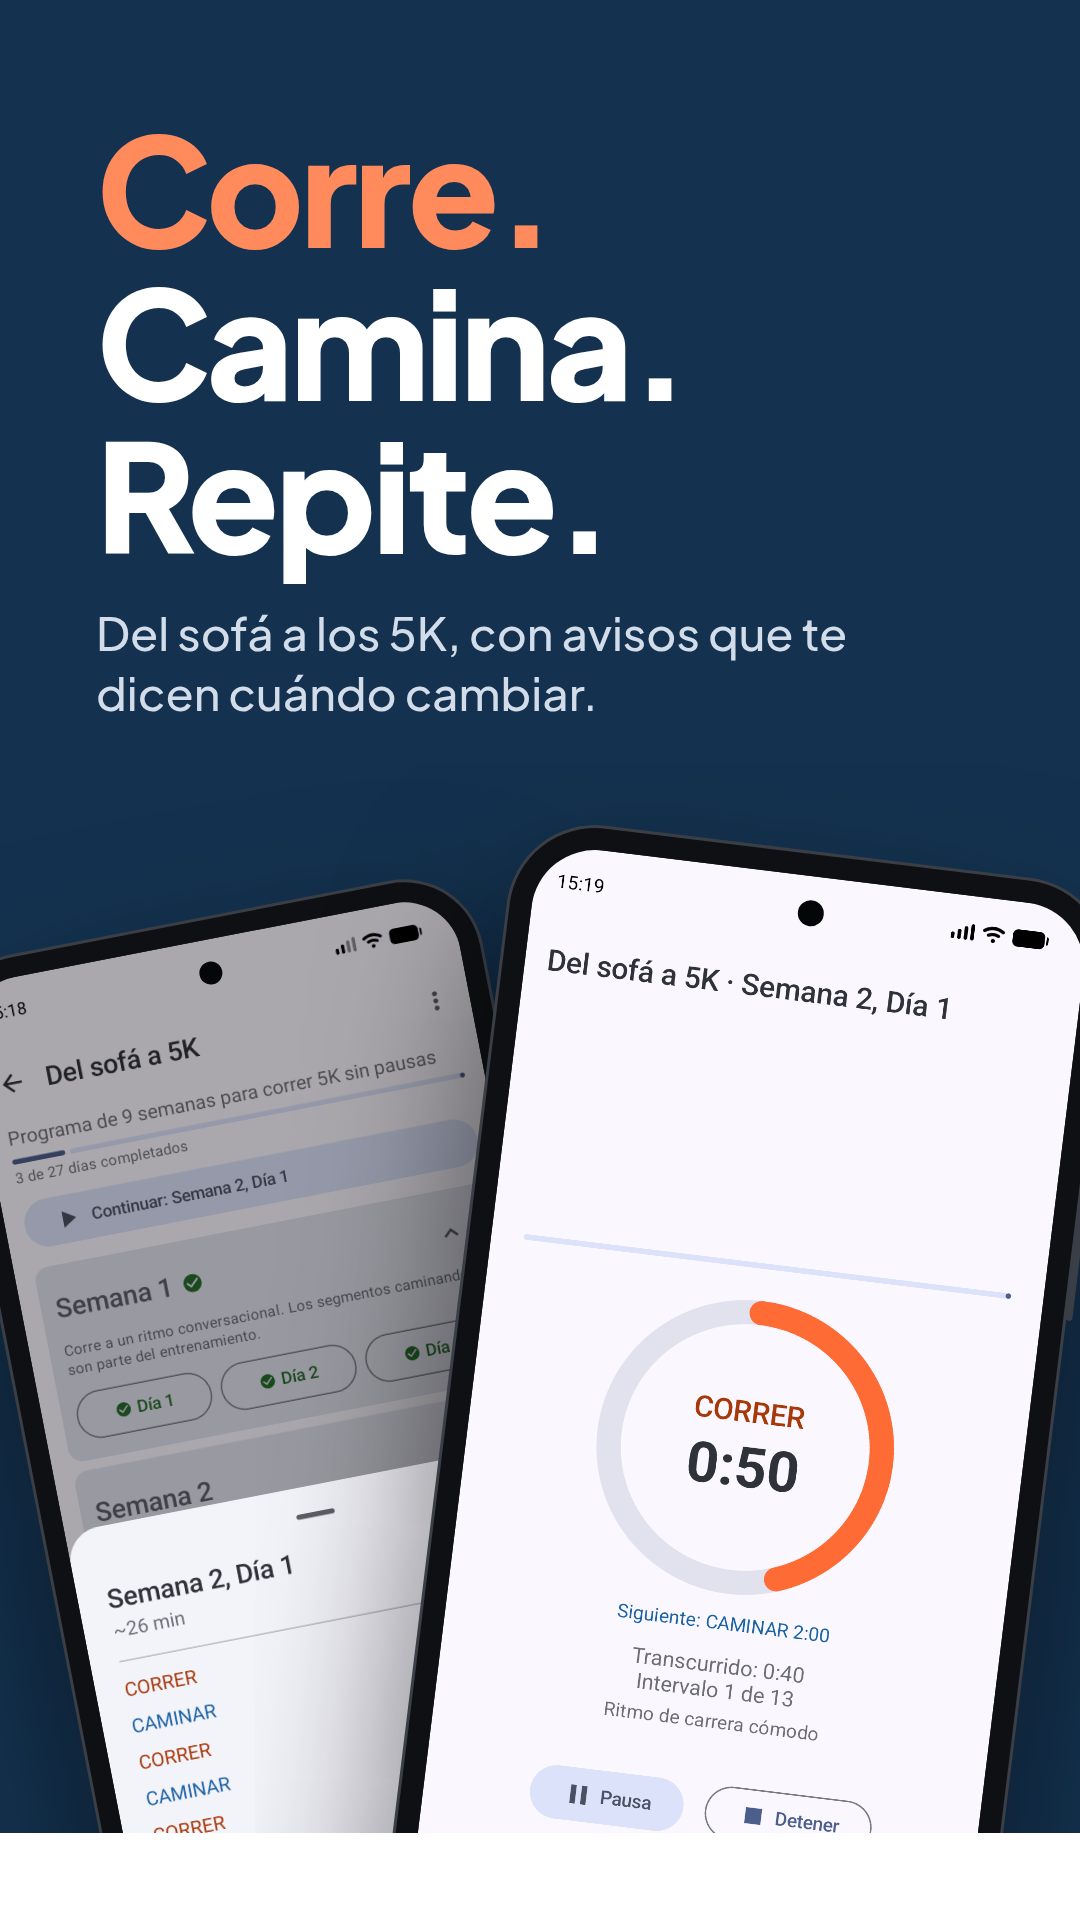 Corre.
Camina.
Repite.
Del sofá a los 5K, con avisos que te
dicen cuándo cambiar.
:18
Del sofá a 5K
Programa de 9 semanas para correr 5K sin pausas
3 de 27 días completados
Continuar: Semana 2, Día 1
Semana 1
Corre a un ritmo conversacional. Los segmentos caminando
son parte del entrenamiento.
Día 1
Día 2
Día
Semana 2
Semana 2, Día 1
~26 min
CORRER
CAMINAR
CORRER
CAMINAR
CORRER
15:19
Del sofá a 5K · Semana 2, Día 1
CORRER
0:50
Siguiente: CAMINAR 2:00
Transcurrido: 0:40
Intervalo 1 de 13
Ritmo de carrera cómodo
Pausa
Detener